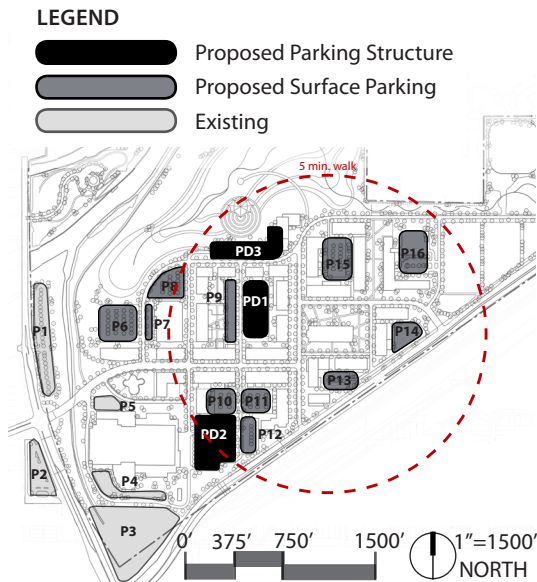 LEGEND
Proposed Parking Structure
Proposed Surface Parking
Existing
5 min. walk
PD3
P16
P15
P8
P9
PD1
P1
P6
P7
P14
P13
P5
P10
P11
PD2
P12
P2
P4
P3
0' 375' 750' 1500'
1"=1500'
NORTH